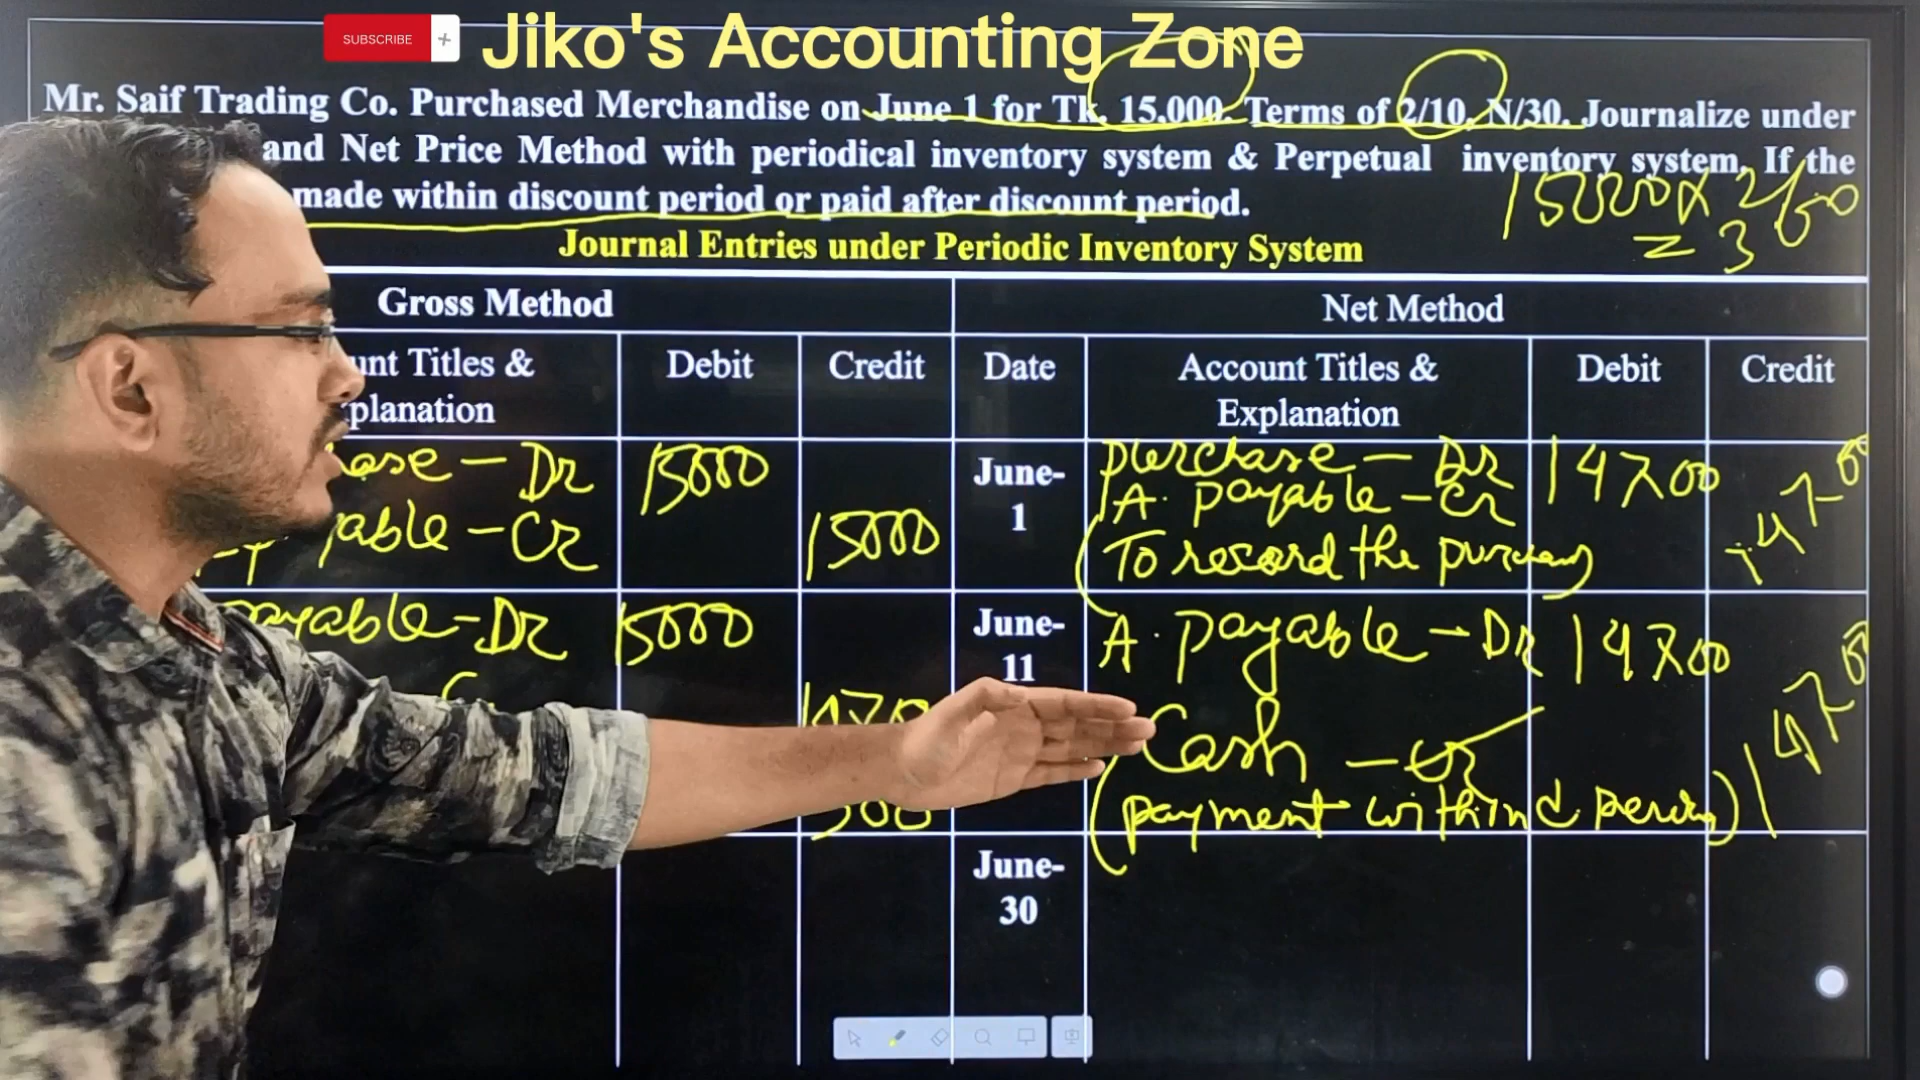 SUBSCRIBE +
Jiko's Accounting Zone
Mr. Saif Trading Co. Purchased Merchandise on June 1 for Tk. 15,000. Terms of 2/10, N/30. Journalize under
and Net Price Method with periodical inventory system & Perpetual inventory system, If the
made within discount period or paid after discount period.
15000 x 2/
= 3
Journal Entries under Periodic Inventory System
Gross Method
Net Method
Titles &
Debit
Credit
Date
Account Titles &
Explanation
Debit
Credit
- Dr
15000
able - Cr
15000
June-
1
Purchase - Dr
14700
A. payable - Cr
14700
(To record the
payable - Dr
15000
300
June-
11
A. payable - Dr
14700
Cash - Cr
14700
(payment within d.
June-
30